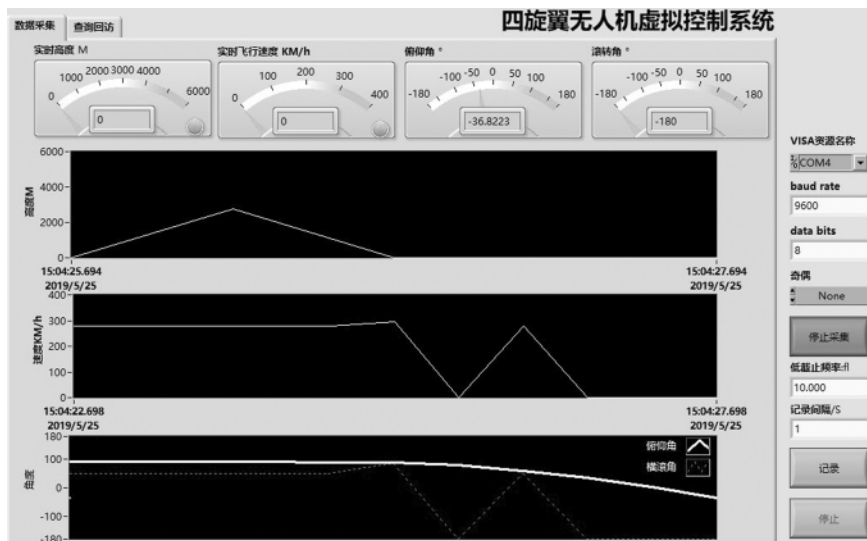 四旋翼无人机虚拟控制系统
数据采集 查询回访
实时高度 M 实时飞行速度 KM/h 俯仰角 ° 滚转角 °
0 1000 2000 3000 4000 6000
0
0 100 200 300 400
0
-180 -100 -50 0 50 100 180
-36.8223
-180 -100 -50 0 50 100 180
-180
高度M
6000
4000
2000
0
15:04:25.694 15:04:27.694
2019/5/25 2019/5/25
速度KM/h
400
300
200
100
0
15:04:22.698 15:04:27.698
2019/5/25 2019/5/25
角度
180
100
0
-100
-180
俯仰角
横滚角
VISA资源名称
COM4
baud rate
9600
data bits
8
奇偶
None
停止采集
低截止频率:fl
10.000
记录间隔/S
1
记录
停止